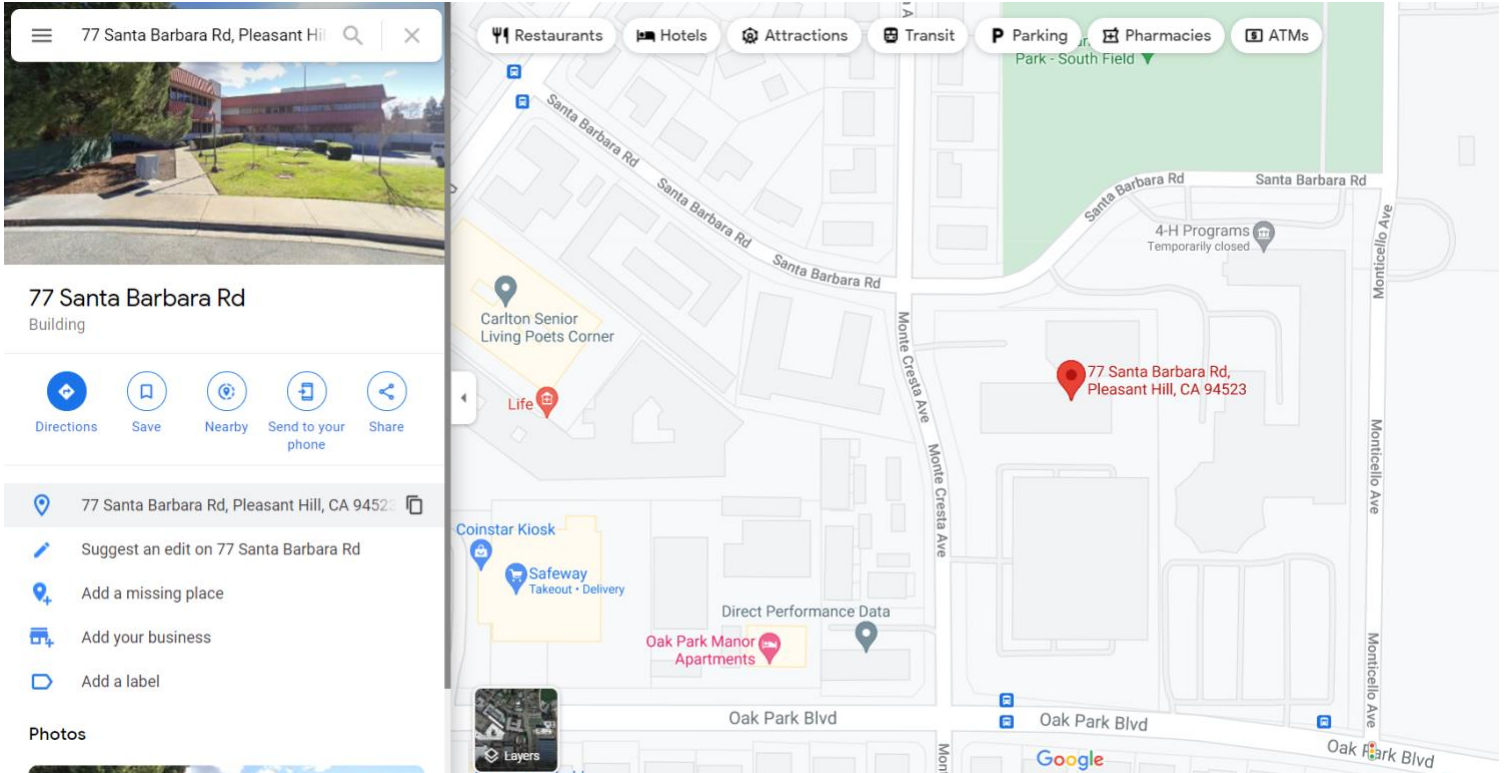 77 Santa Barbara Rd, Pleasant Hil
Restaurants
Hotels
Attractions
Transit
Parking
Pharmacies
ATMs
77 Santa Barbara Rd
Building
Directions
Save
Nearby
Send to your
phone
Share
77 Santa Barbara Rd, Pleasant Hill, CA 94523
Suggest an edit on 77 Santa Barbara Rd
Add a missing place
Add your business
Add a label
Photos
Park - South Field
Santa Barbara Rd
Santa Barbara Rd
Santa Barbara Rd
Santa Barbara Rd
Santa Barbara Rd
4-H Programs
Temporarily closed
Monticello Ave
Carlton Senior
Living Poets Corner
Monte Cresta Ave
77 Santa Barbara Rd,
Pleasant Hill, CA 94523
Life
Monte Cresta Ave
Monticello Ave
Coinstar Kiosk
Safeway
Takeout • Delivery
Direct Performance Data
Oak Park Manor
Apartments
Monticello Ave
Layers
Oak Park Blvd
Oak Park Blvd
Oak Park Blvd
Mon
Google